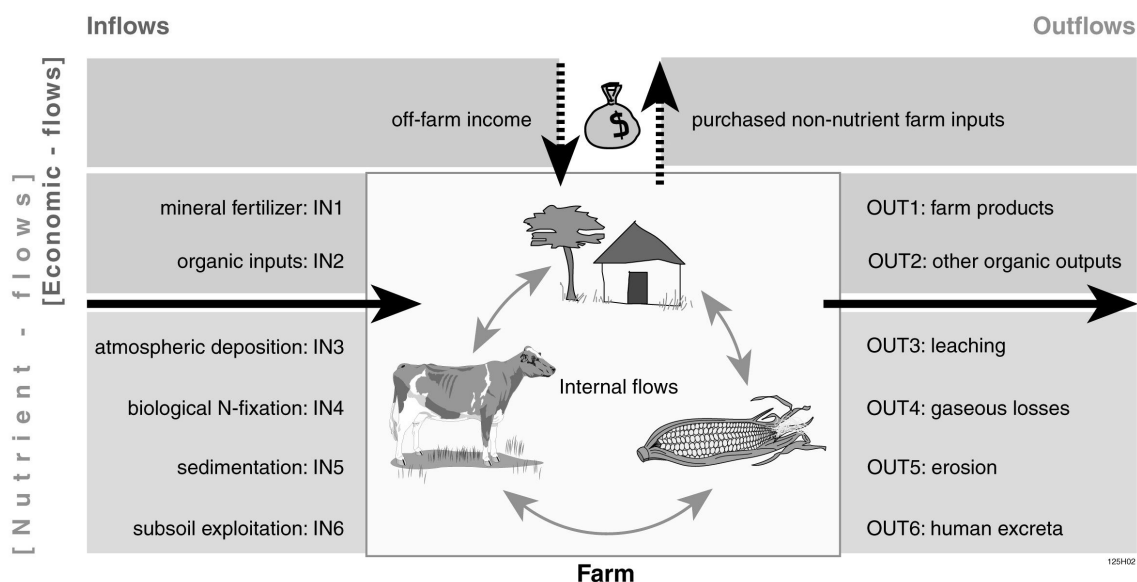 Inflows
Outflows
[Economic - flows]
[Nutrient - flows]
off-farm income
$
purchased non-nutrient farm inputs
mineral fertilizer: IN1
OUT1: farm products
organic inputs: IN2
OUT2: other organic outputs
atmospheric deposition: IN3
OUT3: leaching
Internal flows
biological N-fixation: IN4
OUT4: gaseous losses
sedimentation: IN5
OUT5: erosion
subsoil exploitation: IN6
OUT6: human excreta
125H02
Farm